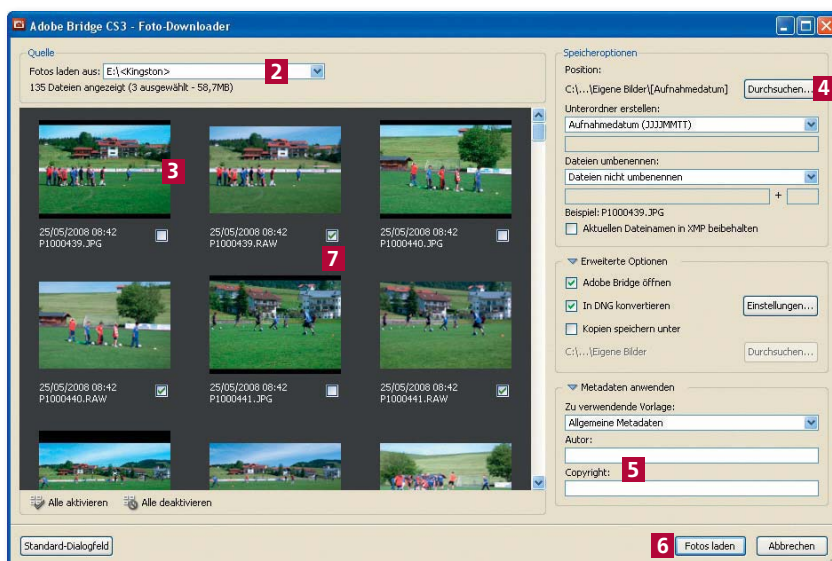 Adobe Bridge CS3 - Foto-Downloader
Quelle
Fotos laden aus: E:\<Kingston>
2
135 Dateien angezeigt (3 ausgewählt - 58,7MB)
3
25/05/2008 08:42
P1000439.JPG
25/05/2008 08:42
P1000439.RAW
7
25/05/2008 08:42
P1000440.JPG
25/05/2008 08:42
P1000440.RAW
25/05/2008 08:42
P1000441.JPG
25/05/2008 08:42
P1000441.RAW
Alle aktivieren
Alle deaktivieren
Speicheroptionen
Position:
C:\...\Eigene Bilder\[Aufnahmedatum]
Durchsuchen...
4
Unterordner erstellen:
Aufnahmedatum (JJJJMMTT)
Dateien umbenennen:
Dateien nicht umbenennen
+
Beispiel: P1000439.JPG
Aktuellen Dateinamen in XMP beibehalten
Erweiterte Optionen
Adobe Bridge öffnen
In DNG konvertieren
Einstellungen...
Kopien speichern unter
C:\...\Eigene Bilder
Durchsuchen...
Metadaten anwenden
Zu verwendende Vorlage:
Allgemeine Metadaten
Autor:
Copyright:
5
Standard-Dialogfeld
6
Fotos laden
Abbrechen